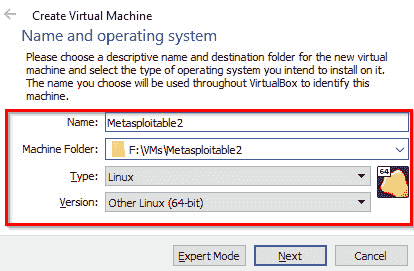 Create Virtual Machine
Name and operating system
Please choose a descriptive name and destination folder for the new virtual
machine and select the type of operating system you intend to install on it.
The name you choose will be used throughout VirtualBox to identify this
machine.
Name: Metasploitable2
Machine Folder: F:\VMs\Metasploitable2
Type: Linux
64
Version: Other Linux (64-bit)
Expert Mode Next Cancel